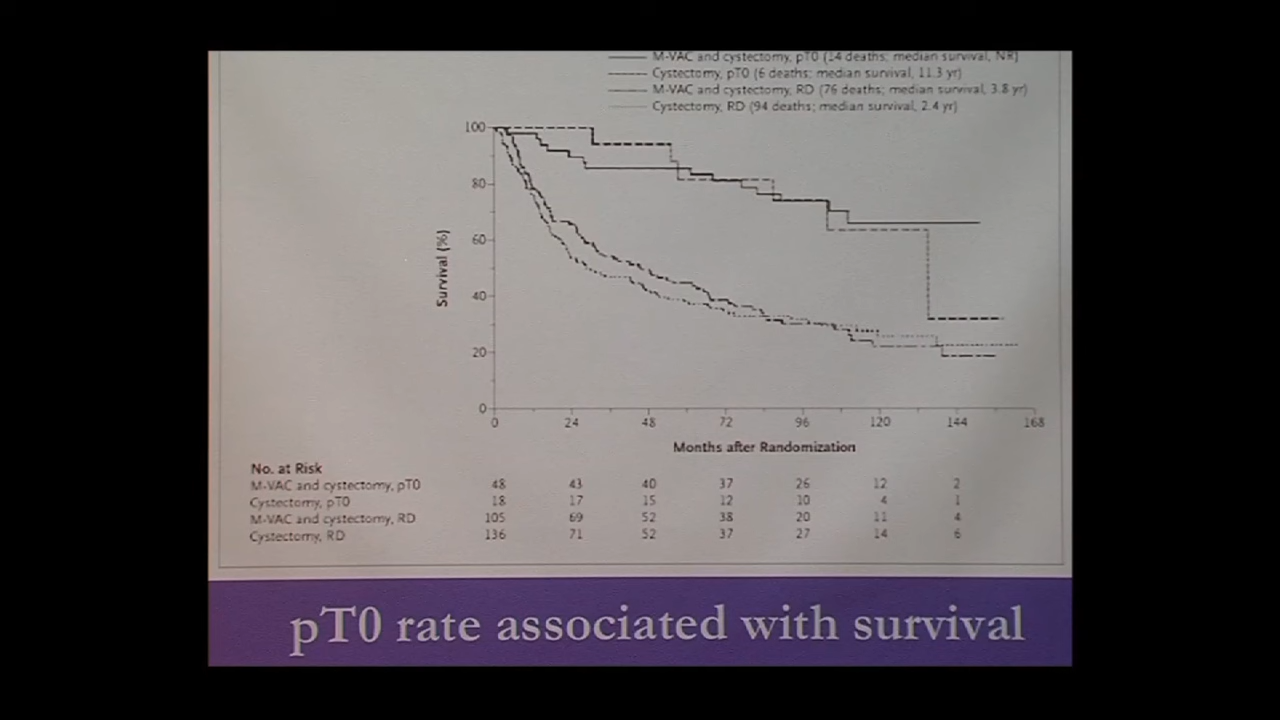 M-VAC and cystectomy, pT0 (14 deaths; median survival, NR)
Cystectomy, pT0 (6 deaths; median survival, 11.3 yr)
M-VAC and cystectomy, RD (76 deaths; median survival, 3.8 yr)
Cystectomy, RD (94 deaths; median survival, 2.4 yr)
100
80
60
40
20
0
Survival (%)
0 24 48 72 96 120 144 168
Months after Randomization
No. at Risk
M-VAC and cystectomy, pT0 48 43 40 37 26 12 2
Cystectomy, pT0 18 17 15 12 10 4 1
M-VAC and cystectomy, RD 105 69 52 38 20 11 4
Cystectomy, RD 136 71 52 37 27 14 6
pT0 rate associated with survival